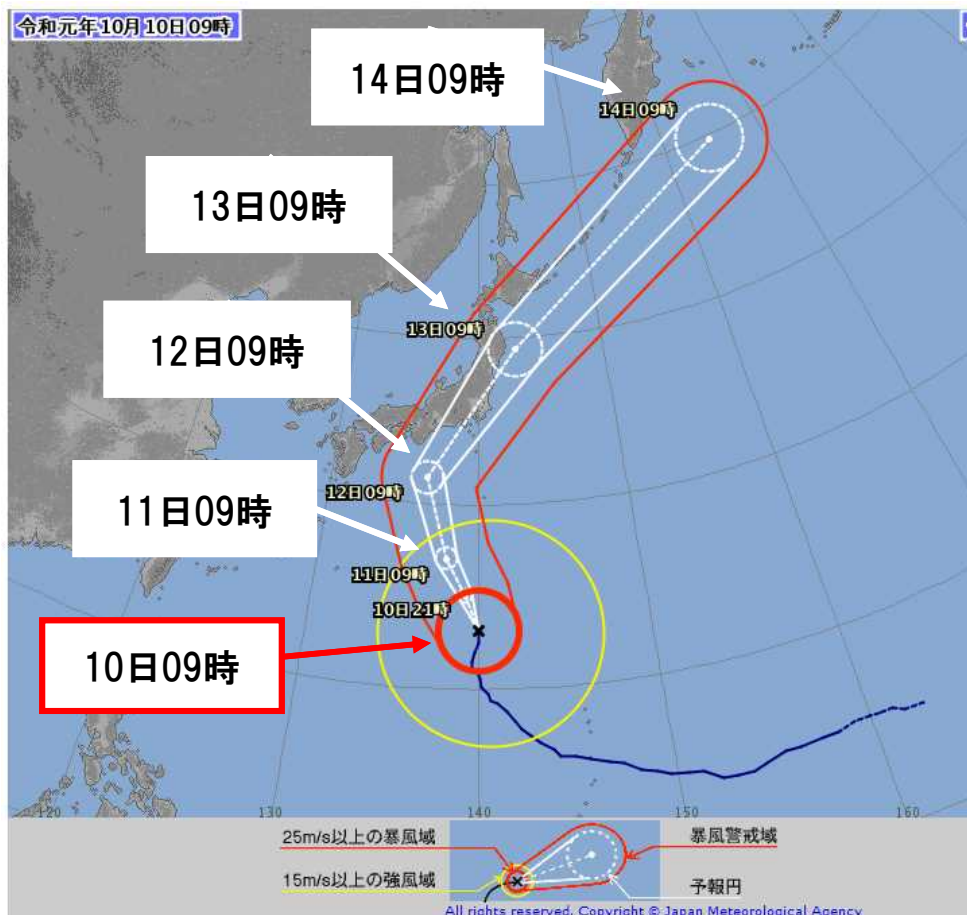 令和元年10月10日09時
14日09時
14日09時
13日09時
13日09時
12日09時
12日09時
11日09時
11日09時
10日21時
10日09時
120
130
140
150
160
25m/s以上の暴風域
暴風警戒域
15m/s以上の強風域
予報円
All rights reserved. Copyright © Japan Meteorological Agency